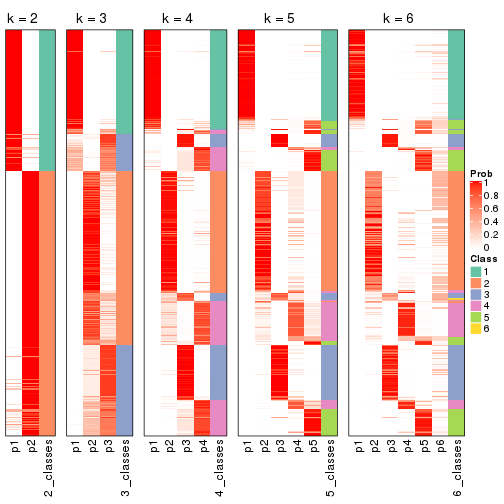 k = 2
k = 3
k = 4
k = 5
k = 6
Prob
1
0.8
0.6
0.4
0.2
0
Class
1
2
3
4
5
6
p1
p2
2_classes
p1
p2
p3
3_classes
p1
p2
p3
p4
4_classes
p1
p2
p3
p4
p5
5_classes
p1
p2
p3
p4
p5
p6
6_classes